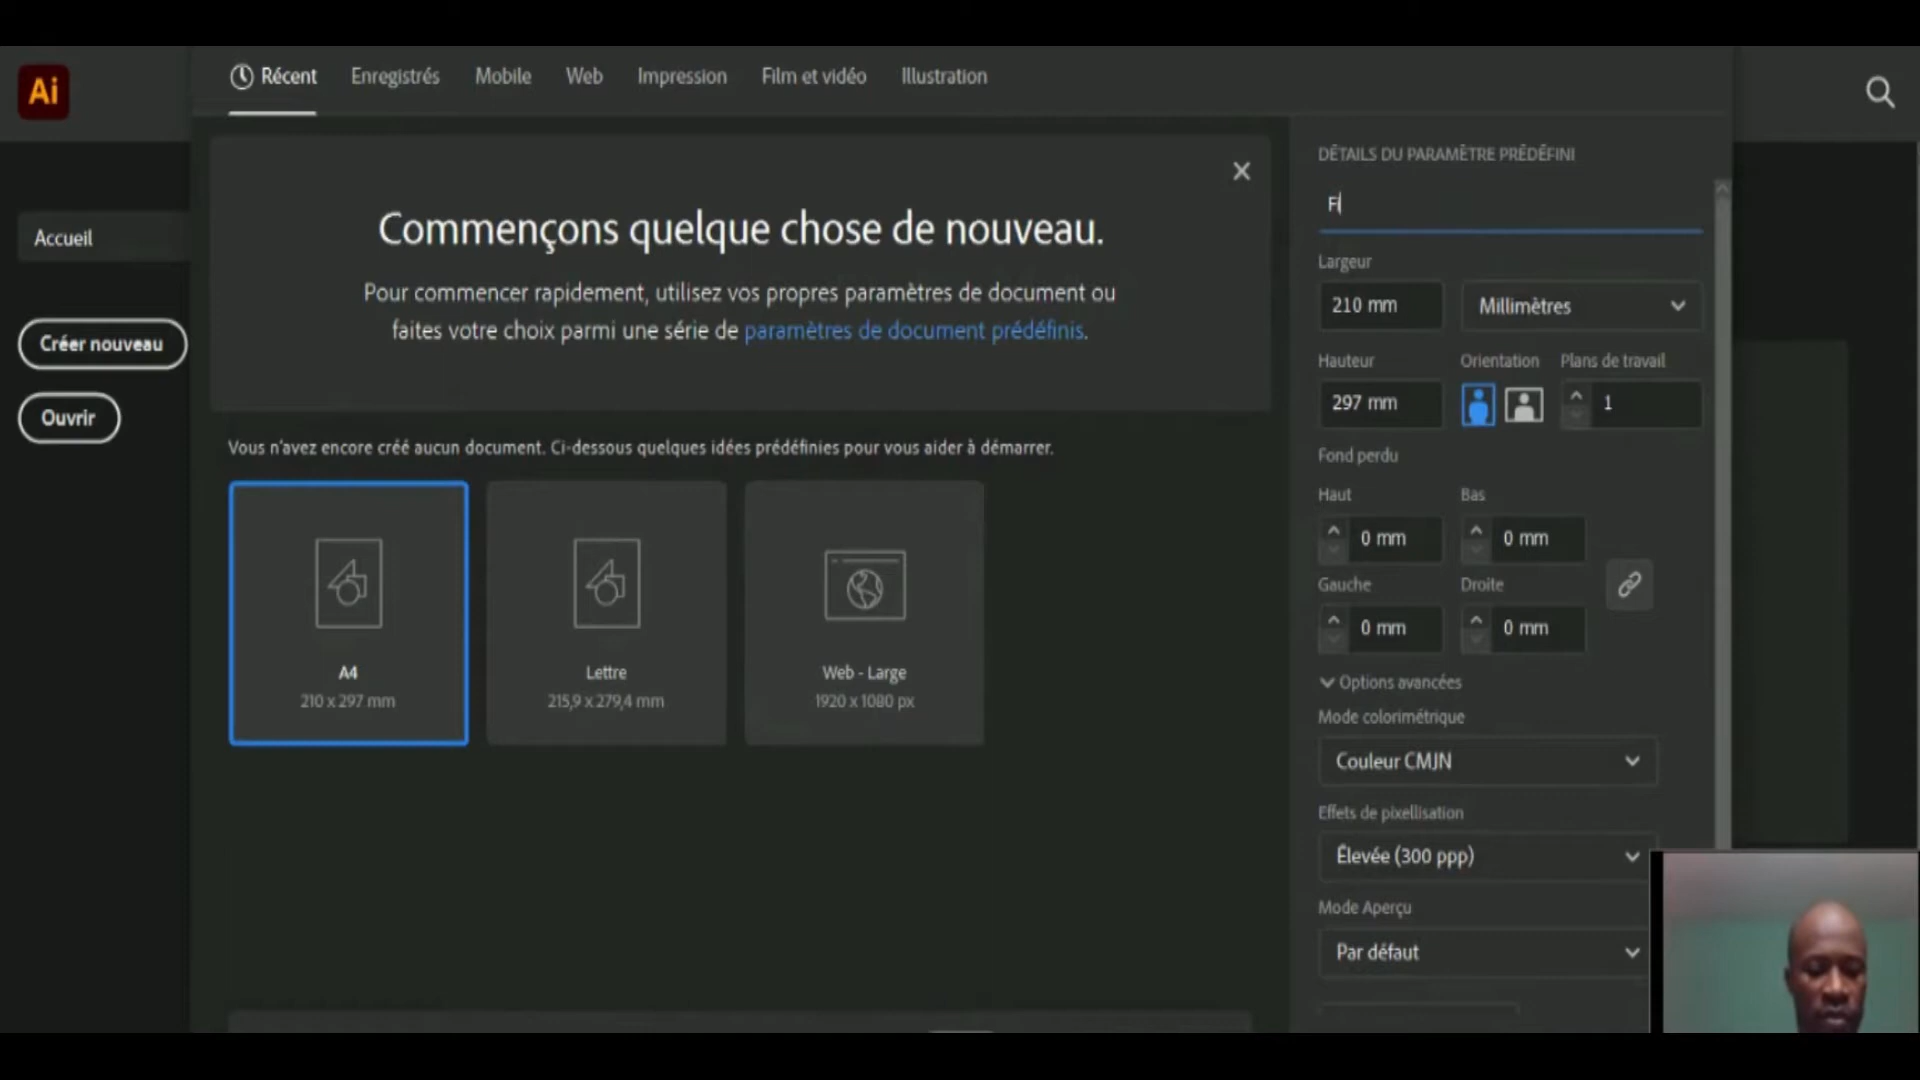 Ai
Récent Enregistrés Mobile Web Impression Film et vidéo Illustration
Accueil
Créer nouveau
Ouvrir
Commençons quelque chose de nouveau.
Pour commencer rapidement, utilisez vos propres paramètres de document ou
faites votre choix parmi une série de paramètres de document prédéfinis.
Vous n'avez encore créé aucun document. Ci-dessous quelques idées prédéfinies pour vous aider à démarrer.
A4
210 x 297 mm
Lettre
215,9 x 279,4 mm
Web - Large
1920 x 1080 px
DÉTAILS DU PARAMÈTRE PRÉDÉFINI
Fi
Largeur
210 mm Millimètres
Hauteur Orientation Plans de travail
297 mm 1
Fond perdu
Haut Bas
0 mm 0 mm
Gauche Droite
0 mm 0 mm
Options avancées
Mode colorimétrique
Couleur CMJN
Effets de pixellisation
Élevée (300 ppp)
Mode Aperçu
Par défaut